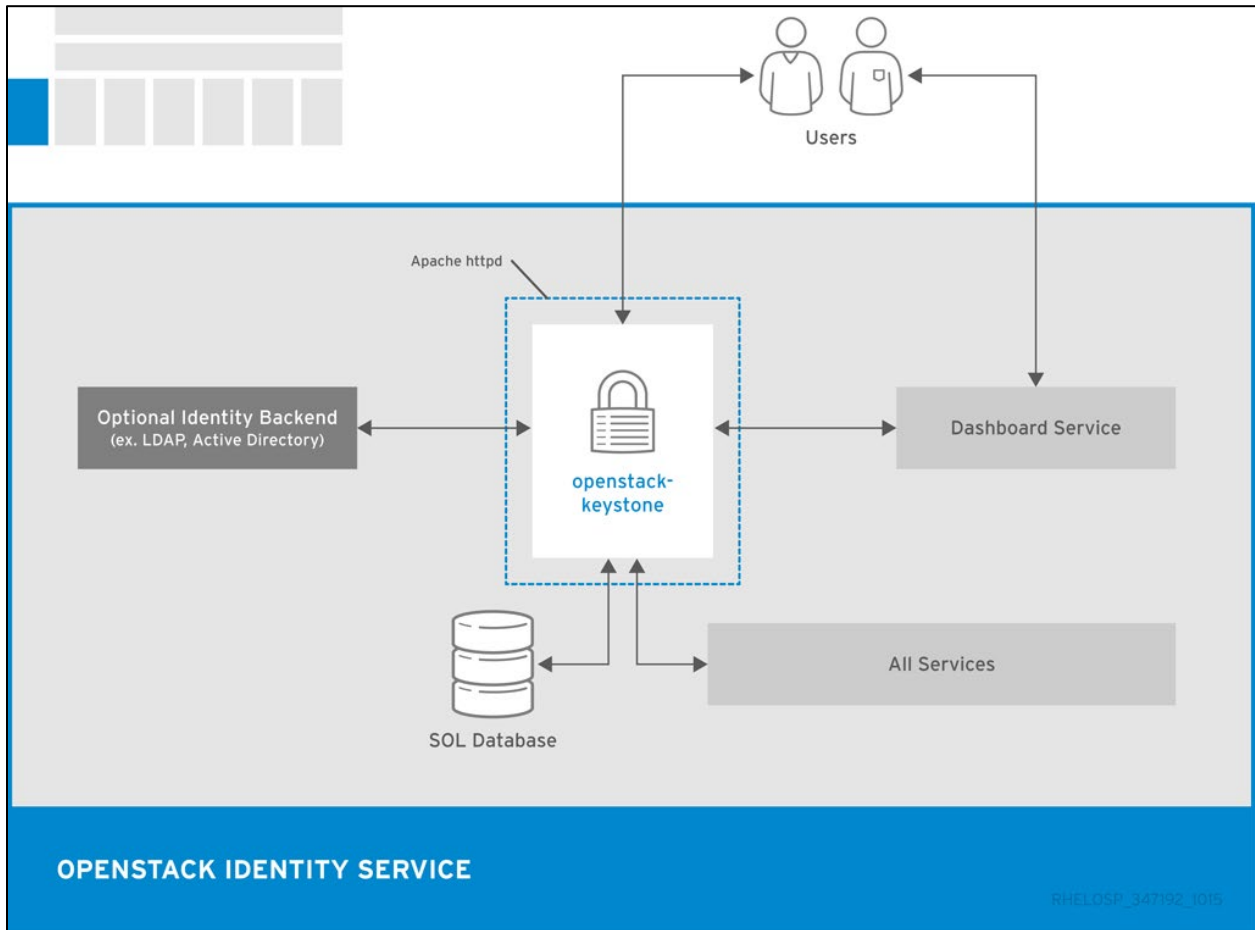 Users
Apache httpd
Optional Identity Backend
(ex. LDAP, Active Directory)
openstack-
keystone
Dashboard Service
SOL Database
All Services
OPENSTACK IDENTITY SERVICE
RHELOSP_347192_1015